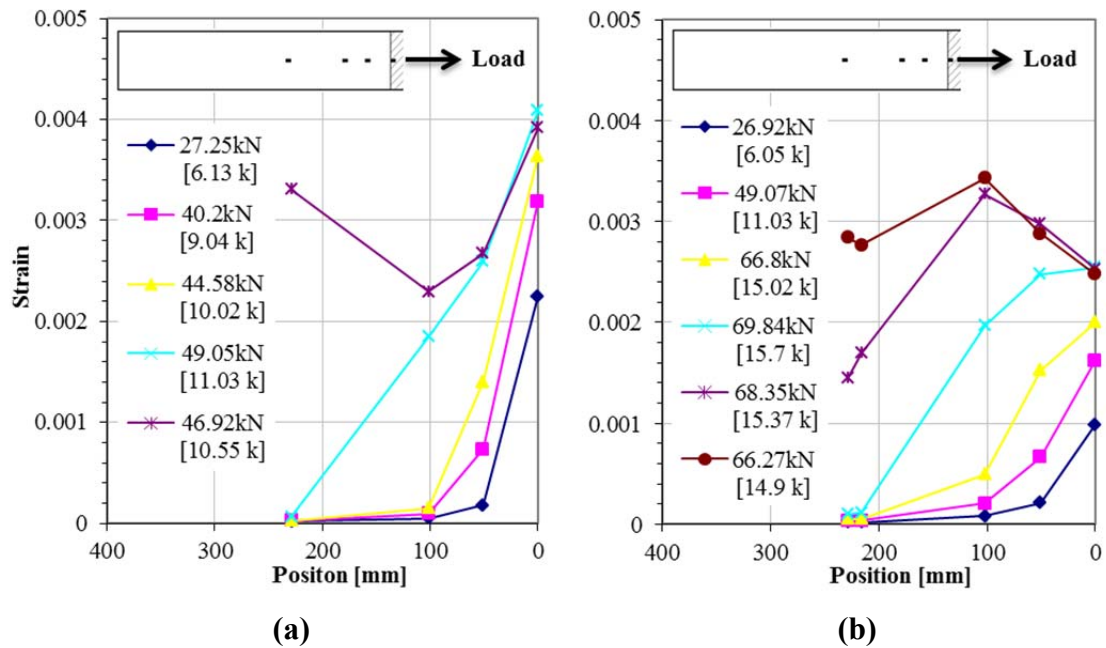 0.005
0.004
0.003
0.002
0.001
0
Strain
Load
27.25kN
[6.13 k]
40.2kN
[9.04 k]
44.58kN
[10.02 k]
49.05kN
[11.03 k]
46.92kN
[10.55 k]
400 300 200 100 0
Positon [mm]
(a)
0.005
0.004
0.003
0.002
0.001
0
Load
26.92kN
[6.05 k]
49.07kN
[11.03 k]
66.8kN
[15.02 k]
69.84kN
[15.7 k]
68.35kN
[15.37 k]
66.27kN
[14.9 k]
400 300 200 100 0
Position [mm]
(b)